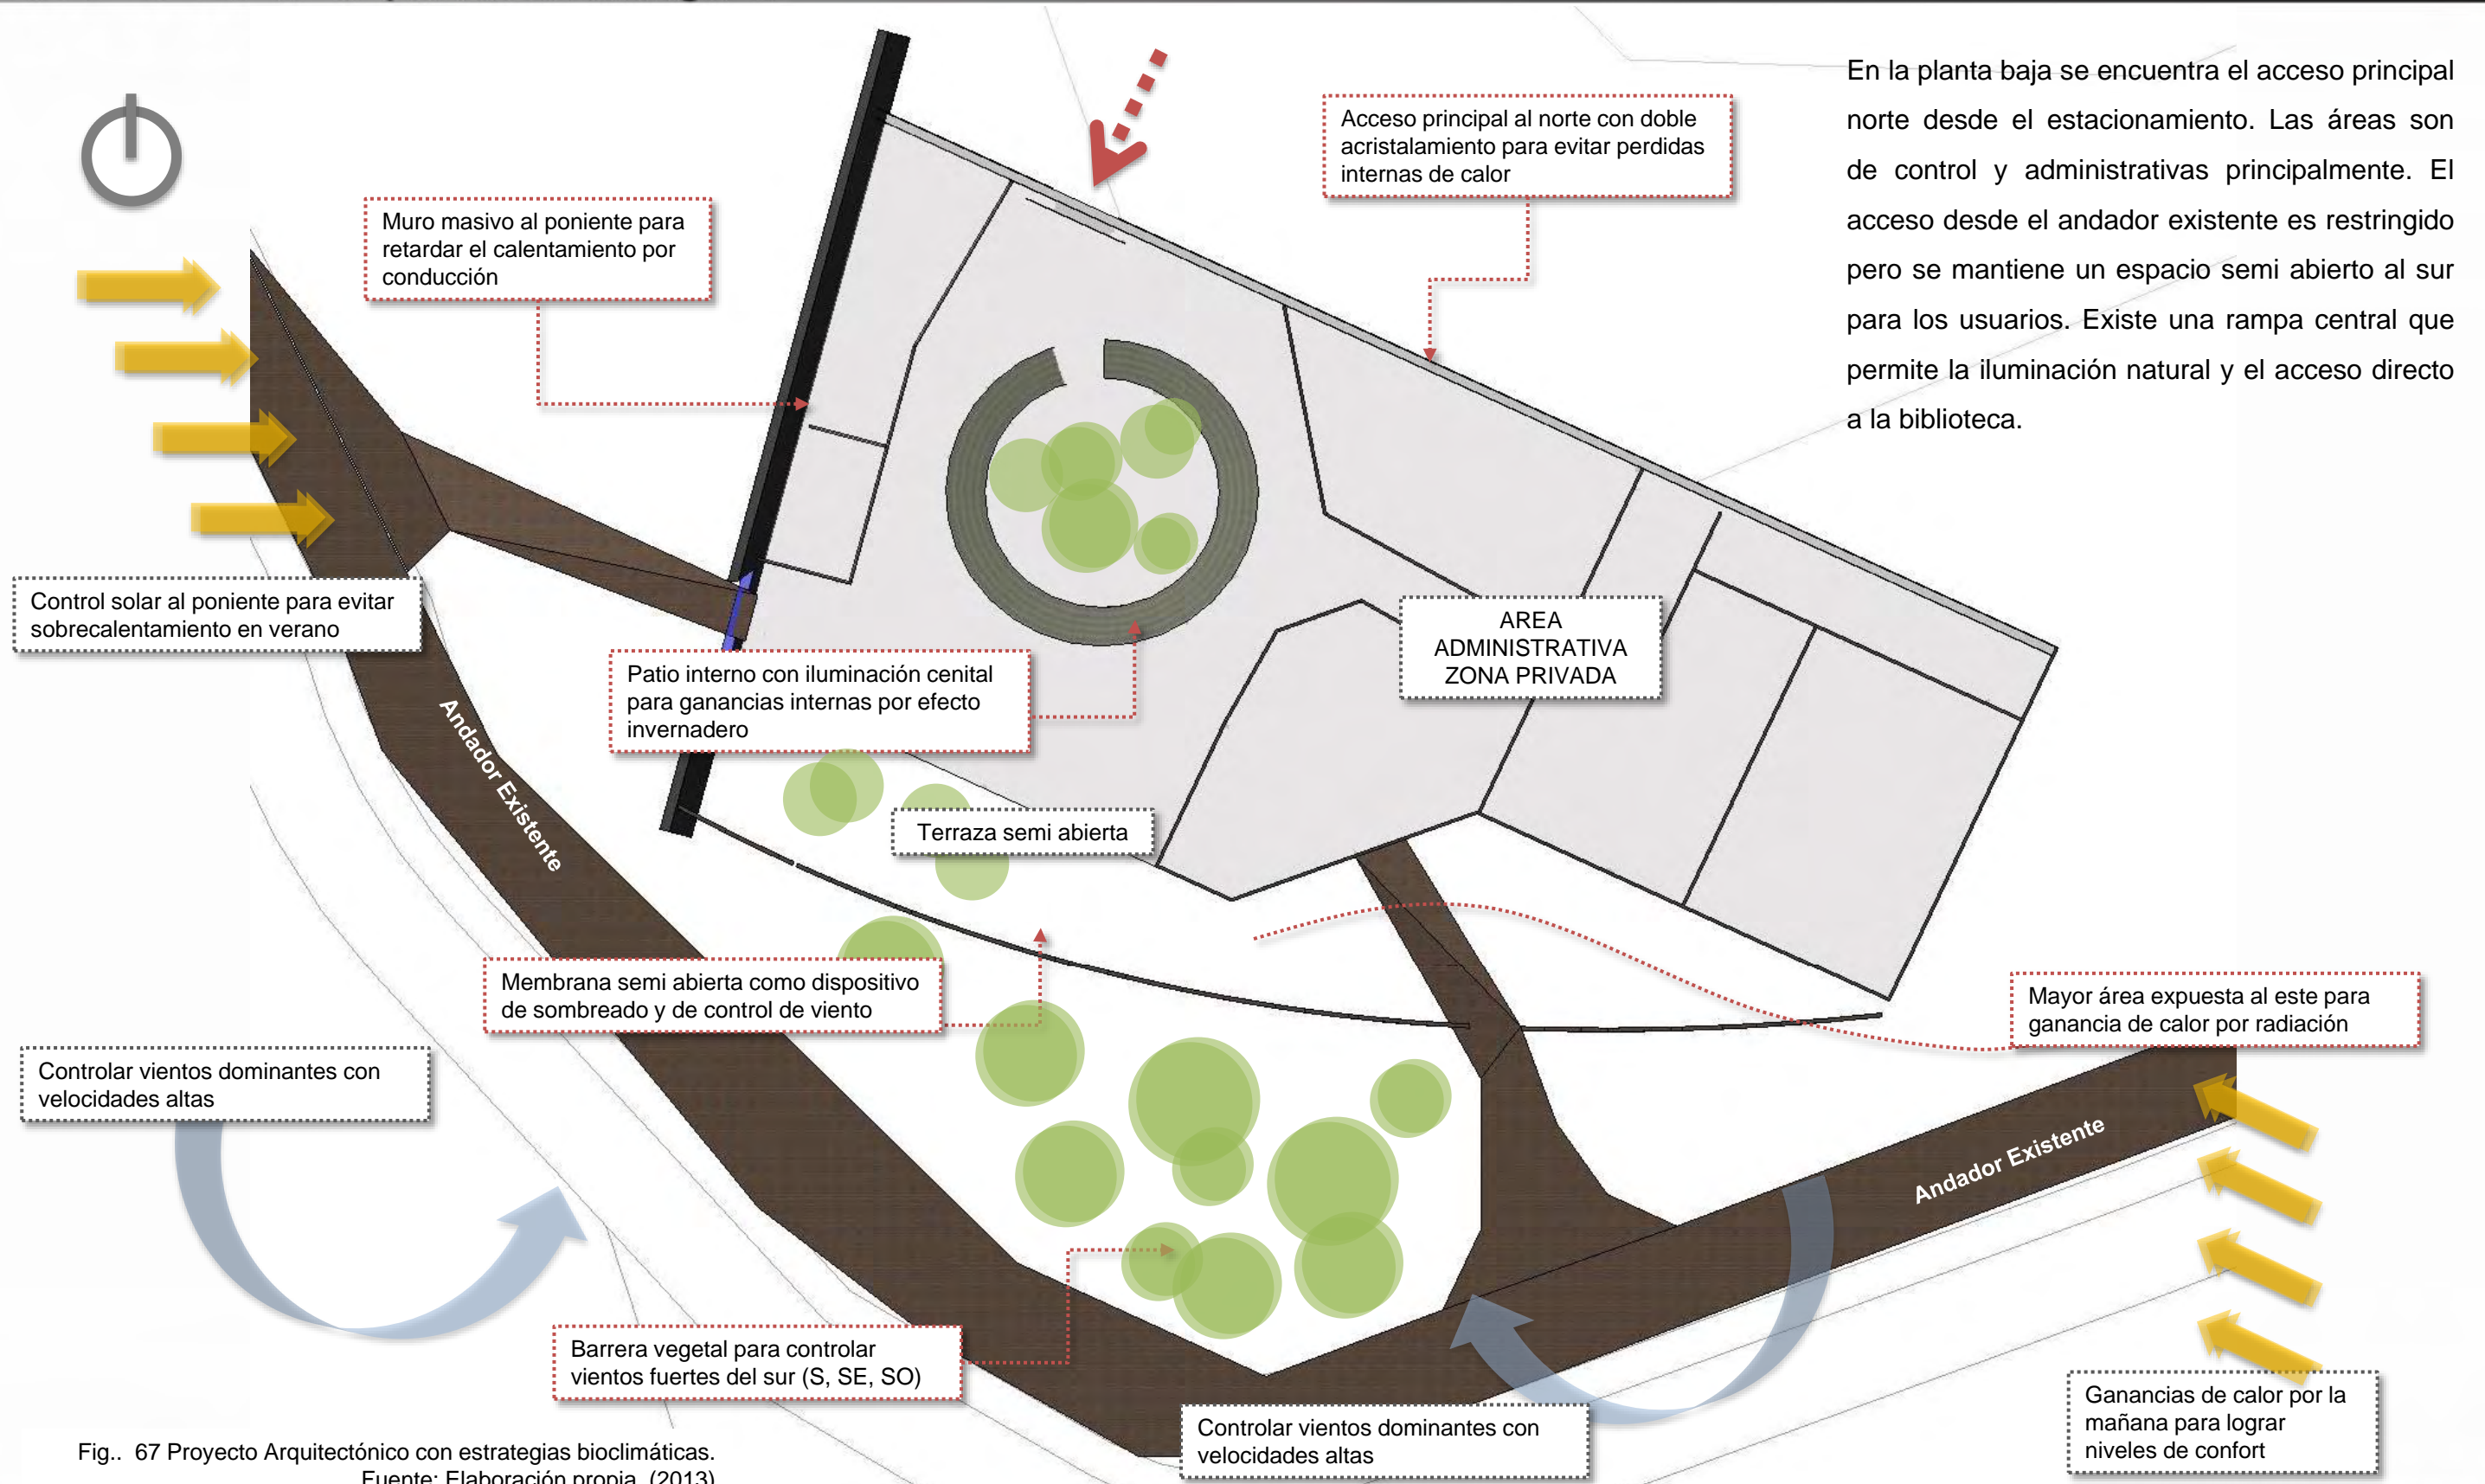 En la planta baja se encuentra el acceso principal
norte desde el estacionamiento. Las áreas son
de control y administrativas principalmente. El
acceso desde el andador existente es restringido
pero se mantiene un espacio semi abierto al sur
para los usuarios. Existe una rampa central que
permite la iluminación natural y el acceso directo
a la biblioteca.
Acceso principal al norte con doble
acristalamiento para evitar perdidas
internas de calor
Muro masivo al poniente para
retardar el calentamiento por
conducción
Control solar al poniente para evitar
sobrecalentamiento en verano
AREA
ADMINISTRATIVA
ZONA PRIVADA
Patio interno con iluminación cenital
para ganancias internas por efecto
invernadero
Andador Existente
Terraza semi abierta
Membrana semi abierta como dispositivo
de sombreado y de control de viento
Mayor área expuesta al este para
ganancia de calor por radiación
Controlar vientos dominantes con
velocidades altas
Andador Existente
Barrera vegetal para controlar
vientos fuertes del sur (S, SE, SO)
Controlar vientos dominantes con
velocidades altas
Ganancias de calor por la
mañana para lograr
niveles de confort
Fig.. 67 Proyecto Arquitectónico con estrategias bioclimáticas.
Fuente: Elaboración propia. (2013)